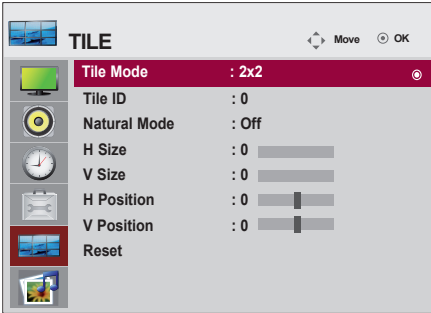 TILE Move OK
Tile Mode : 2x2
Tile ID : 0
Natural Mode : Off
H Size : 0
V Size : 0
H Position : 0
V Position : 0
Reset